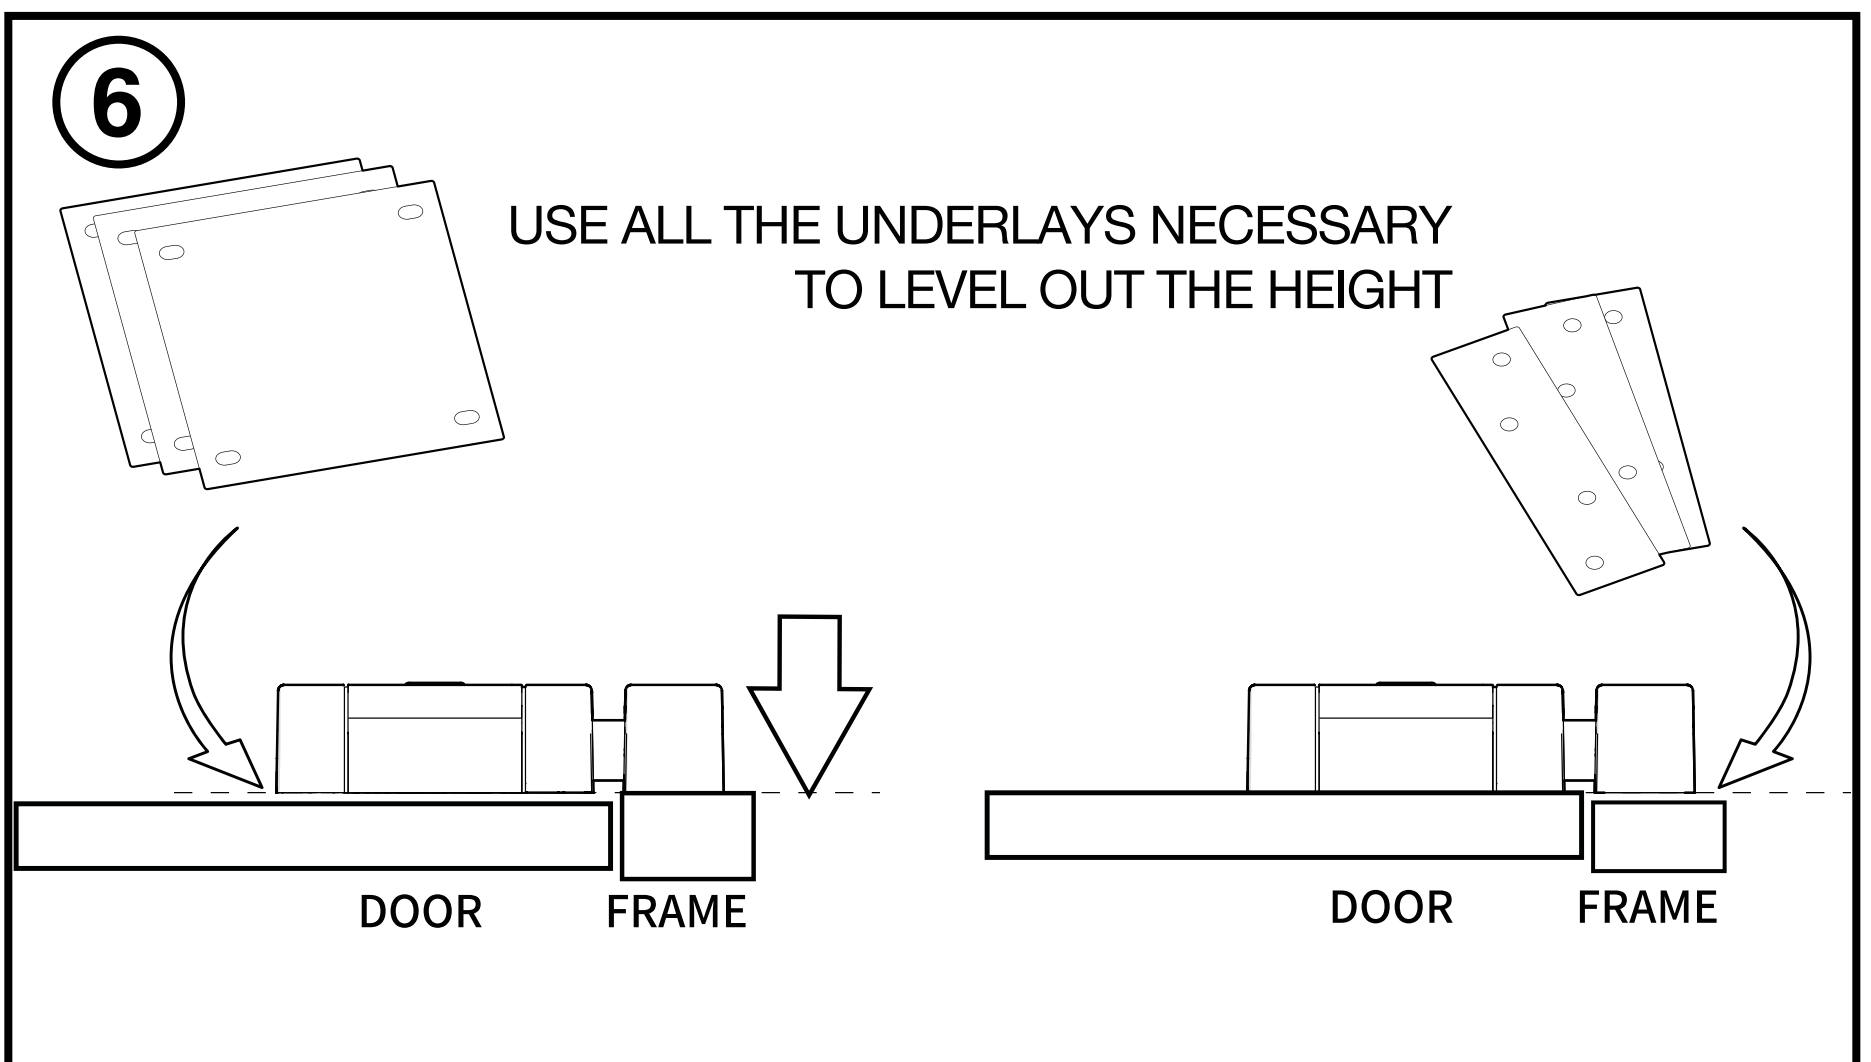 6
USE ALL THE UNDERLAYS NECESSARY
TO LEVEL OUT THE HEIGHT
DOOR FRAME
DOOR FRAME